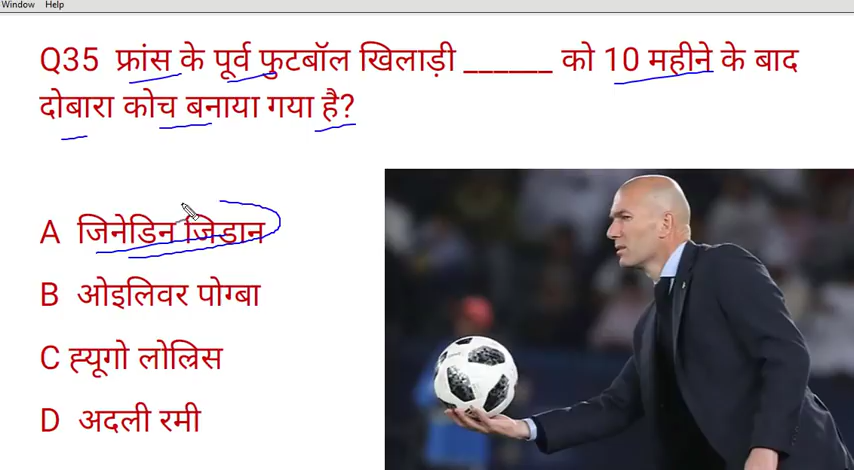 Window Help
Q35 फ्रांस के पूर्व फुटबॉल खिलाड़ी ______ को 10 महीने के बाद
दोबारा कोच बनाया गया है?
A जिनेडिन जिडान
B ओइलिवर पोग्बा
C ह्यूगो लोल्रिस
D अदली रमी